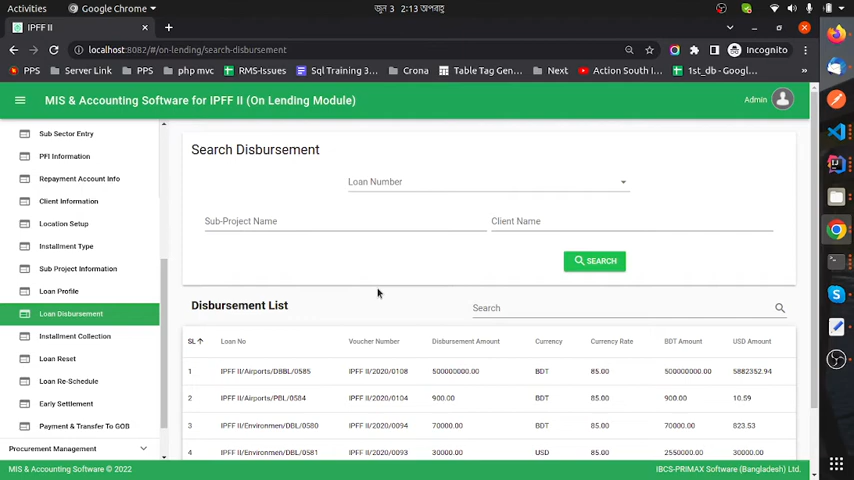 Activities Google Chrome জুন 3 2:13 অপরাহ্ণ
IPFF II
localhost:8082/#/on-lending/search-disbursement Incognito
PPS Server Link PPS php mvc RMS-Issues Sql Training 3... Crona Table Tag Gen... Next Action South I... 1st_db - Googl...
MIS & Accounting Software for IPFF II (On Lending Module) Admin
Sub Sector Entry
PFI Information
Repayment Account Info
Client Information
Location Setup
Installment Type
Sub Project Information
Loan Profile
Loan Disbursement
Installment Collection
Loan Reset
Loan Re-Schedule
Early Settlement
Payment & Transfer To GOB
Procurement Management
Search Disbursement
Loan Number
Sub-Project Name Client Name
SEARCH
Disbursement List Search
SL Loan No Voucher Number Disbursement Amount Currency Currency Rate BDT Amount USD Amount
1 IPFF II/Airports/DBBL/0585 IPFF II/2020/0108 500000000.00 BDT 85.00 500000000.00 5882352.94
2 IPFF II/Airports/PBL/0584 IPFF II/2020/0104 900.00 BDT 85.00 900.00 10.59
3 IPFF II/Environmen/DBL/0580 IPFF II/2020/0094 70000.00 BDT 85.00 70000.00 823.53
4 IPFF II/Environmen/DBL/0581 IPFF II/2020/0093 30000.00 USD 85.00 2550000.00 30000.00
MIS & Accounting Software © 2022 IBCS-PRIMAX Software (Bangladesh) Ltd.